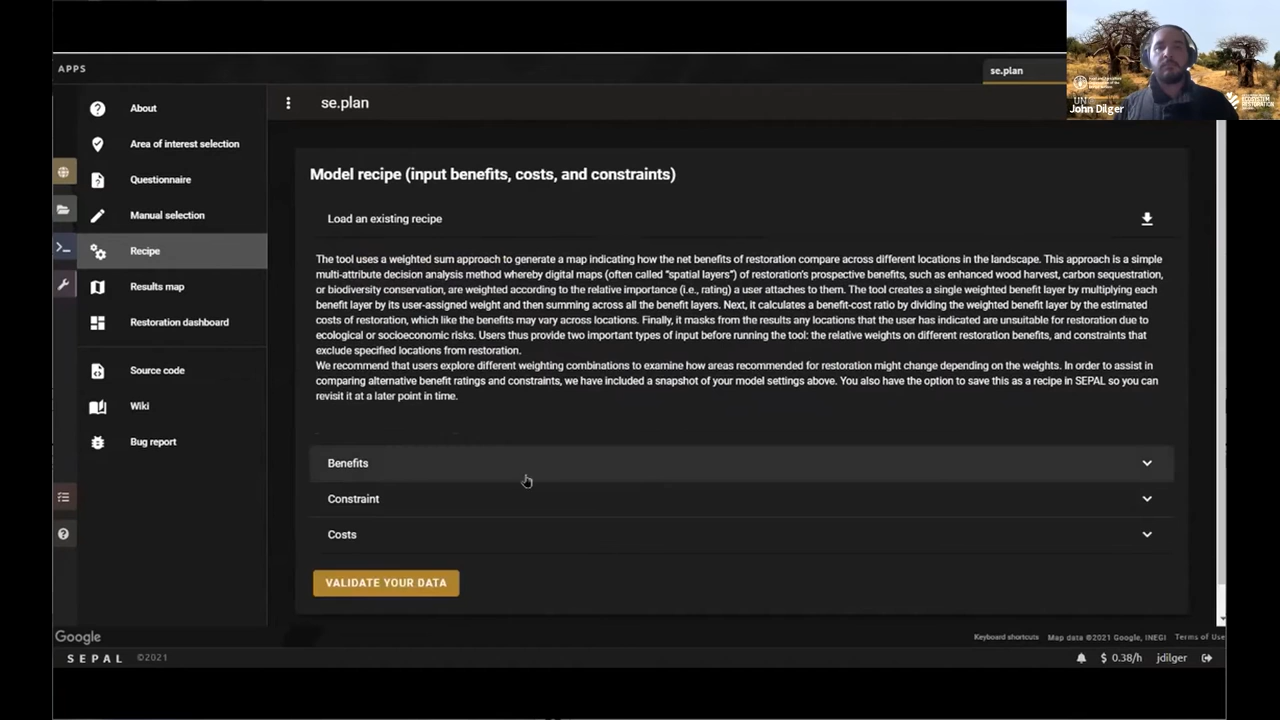 APPS
se.plan
About
Area of interest selection
Questionnaire
Manual selection
Recipe
Results map
Restoration dashboard
Source code
Wiki
Bug report
se.plan
Model recipe (input benefits, costs, and constraints)
Load an existing recipe
The tool uses a weighted sum approach to generate a map indicating how the net benefits of restoration compare across different locations in the landscape. This approach is a simple
multi-attribute decision analysis method whereby digital maps (often called “spatial layers”) of restoration's prospective benefits, such as enhanced wood harvest, carbon sequestration,
or biodiversity conservation, are weighted according to the relative importance (i.e., rating) a user attaches to them. The tool creates a single weighted benefit layer by multiplying each
benefit layer by its user-assigned weight and then summing across all the benefit layers. Next, it calculates a benefit-cost ratio by dividing the weighted benefit layer by the estimated
costs of restoration, which like the benefits may vary across locations. Finally, it masks from the results any locations that the user has indicated are unsuitable for restoration due to
ecological or socioeconomic risks. Users thus provide two important types of input before running the tool: the relative weights on different restoration benefits, and constraints that
exclude specified locations from restoration.
We recommend that users explore different weighting combinations to examine how areas recommended for restoration might change depending on the weights. In order to assist in
comparing alternative benefit ratings and constraints, we have included a snapshot of your model settings above. You also have the option to save this as a recipe in SEPAL so you can
revisit it at a later point in time.
Benefits
Constraint
Costs
VALIDATE YOUR DATA
Google
Keyboard shortcuts
Map data ©2021 Google, INEGI
Terms of Use
SEPAL ©2021
$ 0.38/h
jdilger
UN
John Dilger